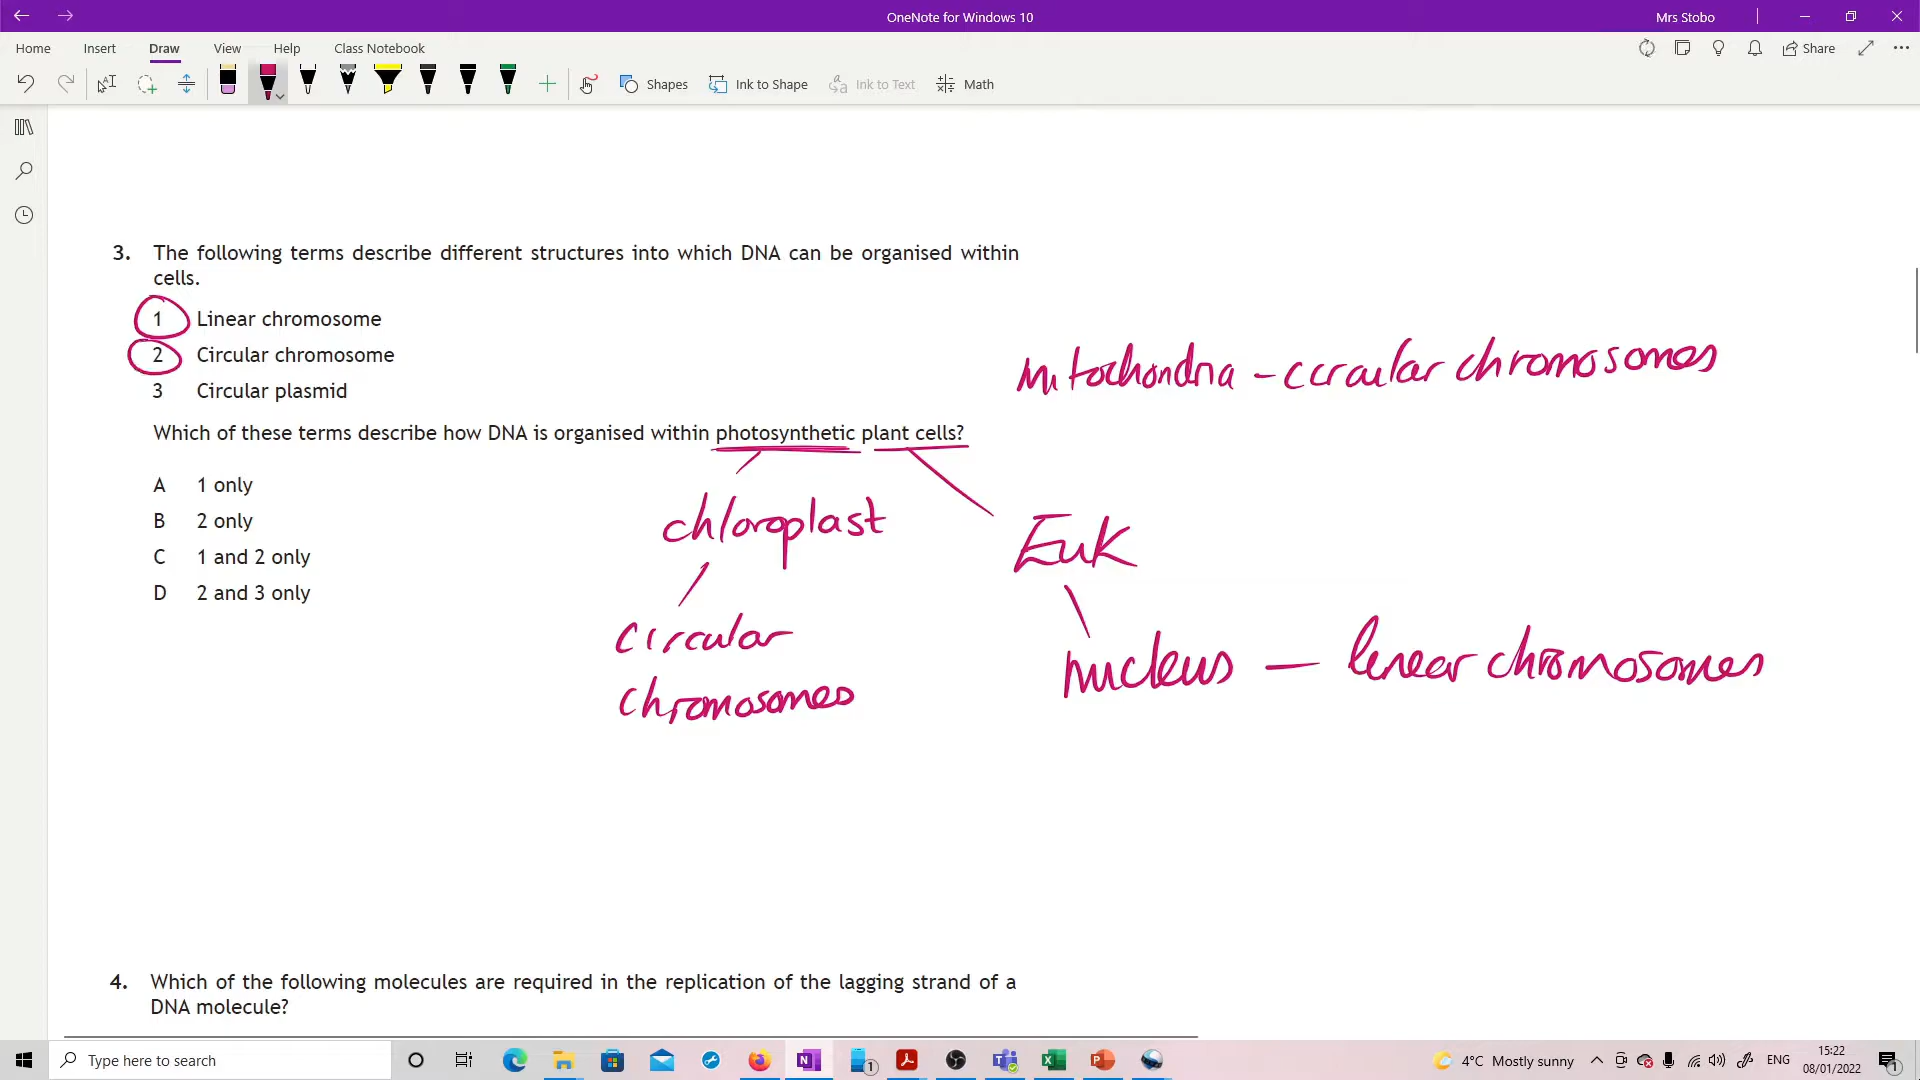 OneNote for Windows 10
Mrs Stobo
Home Insert Draw View Help Class Notebook
Share
Shapes Ink to Shape Ink to Text Math
3. The following terms describe different structures into which DNA can be organised within
cells.
1 Linear chromosome
2 Circular chromosome
3 Circular plasmid
mitochondria - circular chromosomes
Which of these terms describe how DNA is organised within photosynthetic plant cells?
A 1 only
B 2 only
C 1 and 2 only
D 2 and 3 only
chloroplast
Euk
circular
chromosomes
nucleus - linear chromosomes
4. Which of the following molecules are required in the replication of the lagging strand of a
DNA molecule?
Type here to search
4°C Mostly sunny
ENG
15:22
08/01/2022